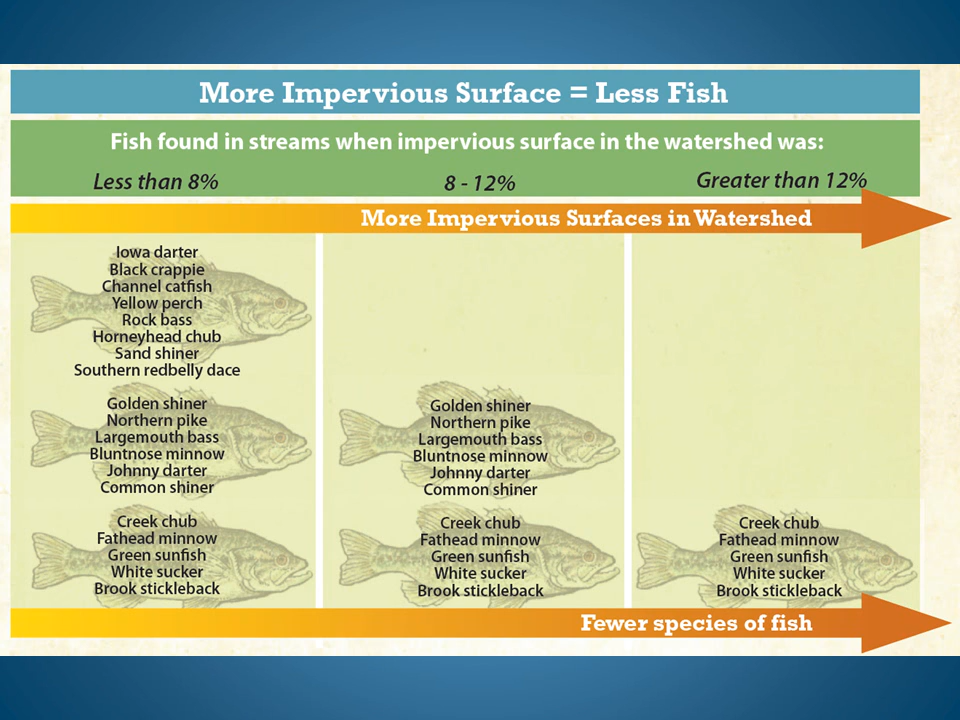 More Impervious Surface = Less Fish
Fish found in streams when impervious surface in the watershed was:
Less than 8%
8 - 12%
Greater than 12%
More Impervious Surfaces in Watershed
Iowa darter
Black crappie
Channel catfish
Yellow perch
Rock bass
Horneyhead chub
Sand shiner
Southern redbelly dace
Golden shiner
Northern pike
Largemouth bass
Bluntnose minnow
Johnny darter
Common shiner
Creek chub
Fathead minnow
Green sunfish
White sucker
Brook stickleback
Golden shiner
Northern pike
Largemouth bass
Bluntnose minnow
Johnny darter
Common shiner
Creek chub
Fathead minnow
Green sunfish
White sucker
Brook stickleback
Creek chub
Fathead minnow
Green sunfish
White sucker
Brook stickleback
Fewer species of fish